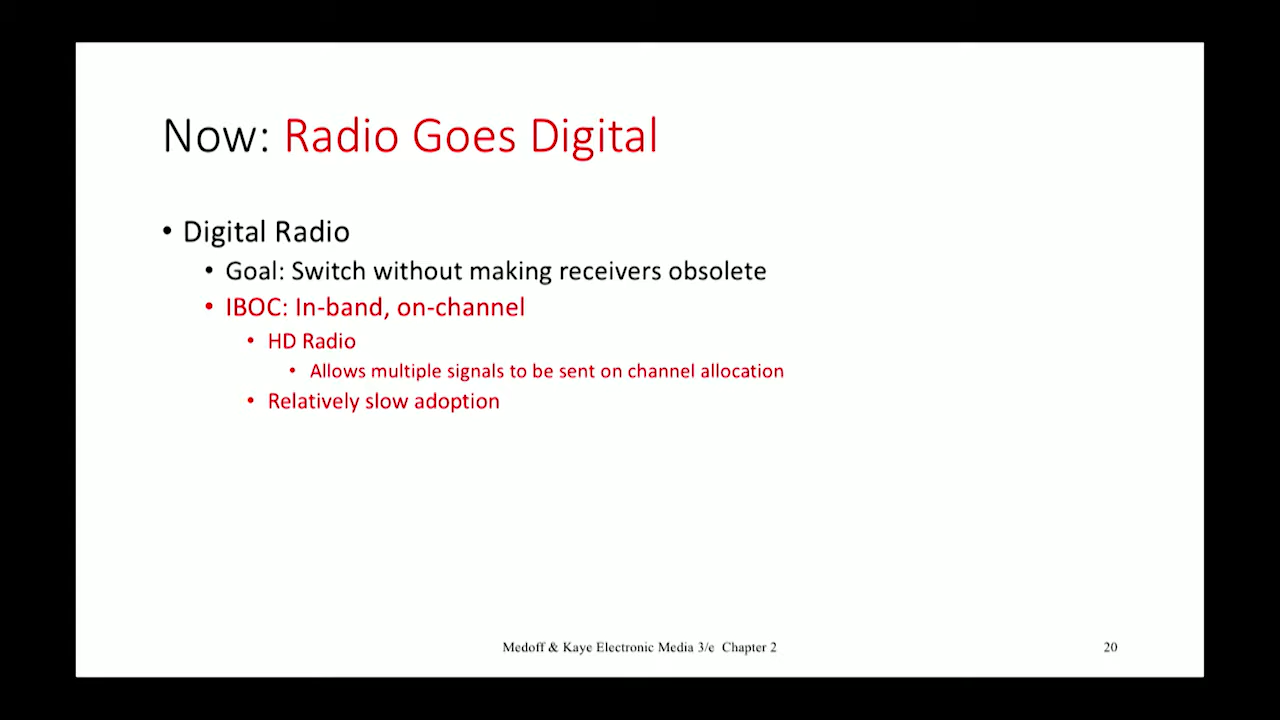 Now: Radio Goes Digital
• Digital Radio
• Goal: Switch without making receivers obsolete
• IBOC: In-band, on-channel
• HD Radio
• Allows multiple signals to be sent on channel allocation
• Relatively slow adoption
Medoff & Kaye Electronic Media 3/e Chapter 2
20